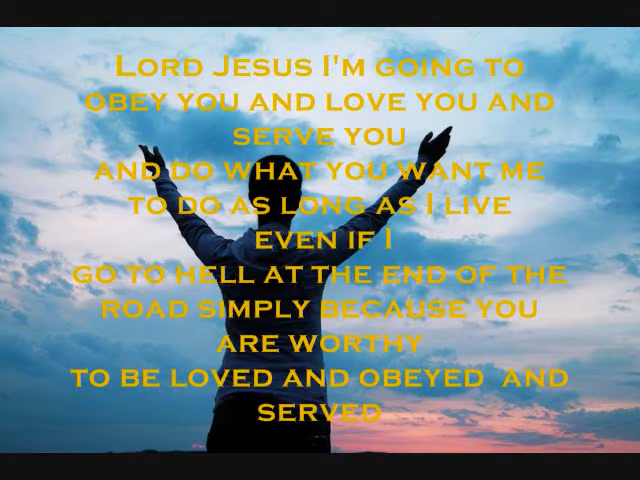 Lord Jesus I'm going to
obey you and love you and
serve you
and do what you want me
to do as long as I live
even if I
go to hell at the end of the
road simply because you
are worthy
to be loved and obeyed  and
served